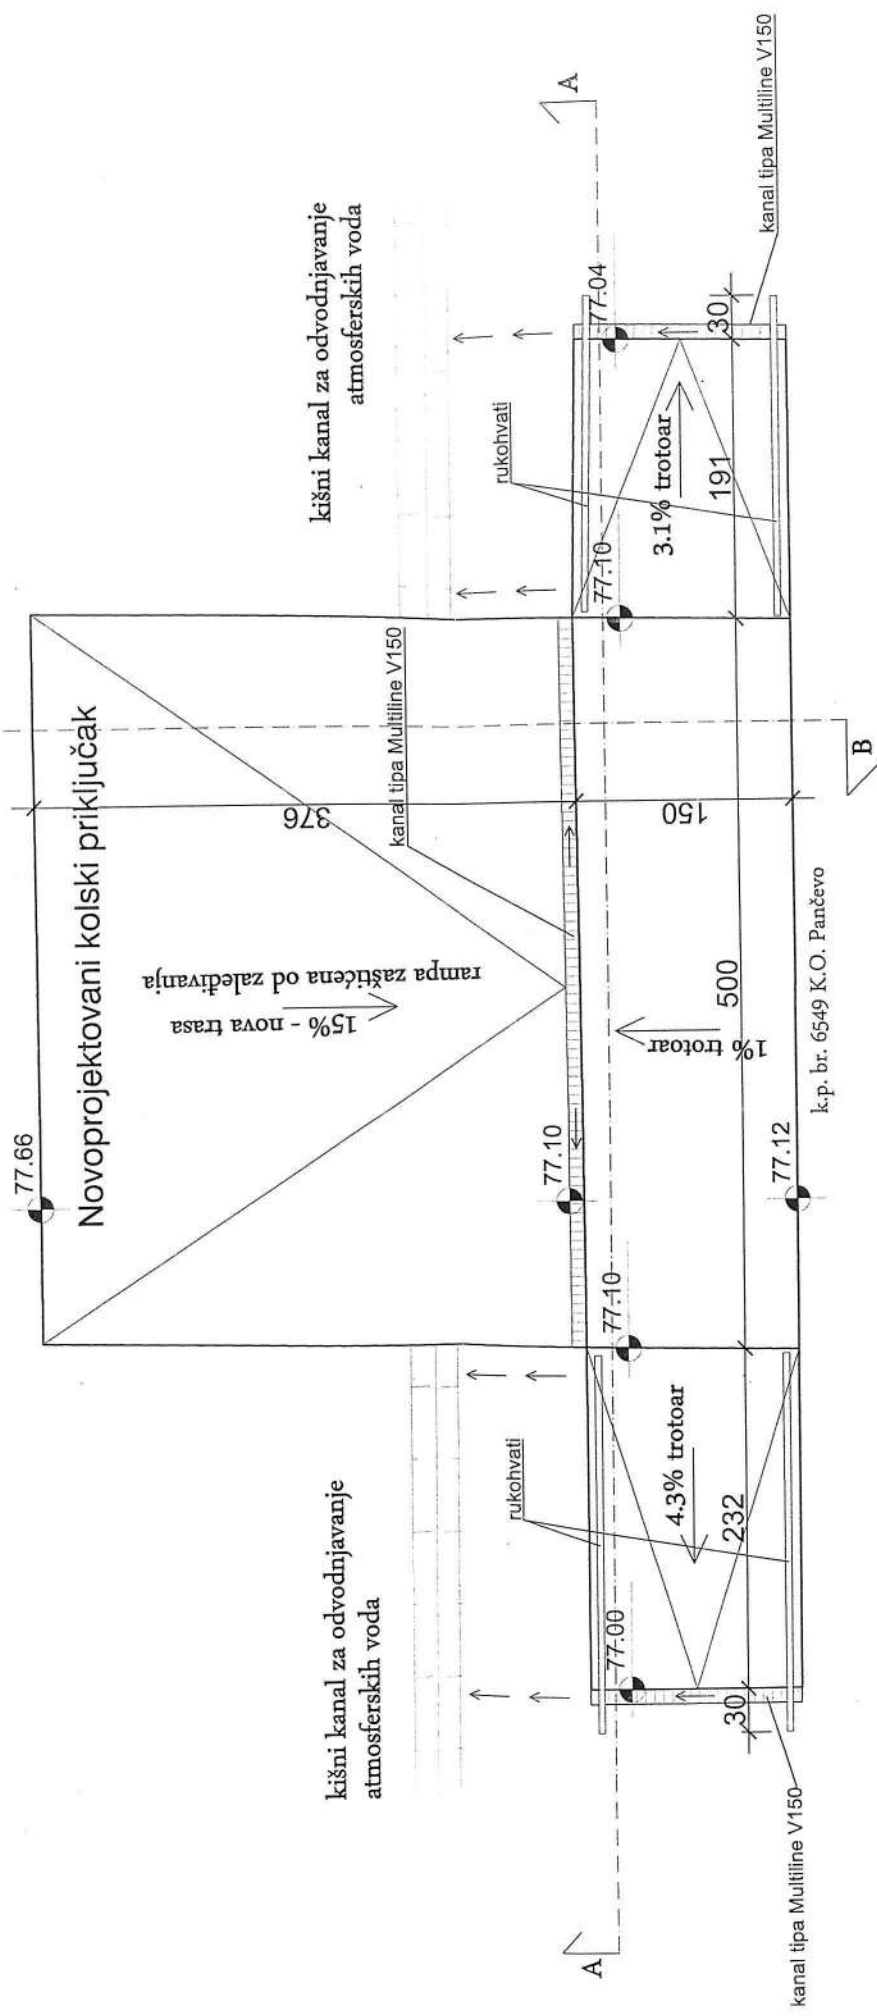 77.66
Novoprojektovani kolski priključak
376
15% - nova trasa
rampa zaštićena od zaleđivanja
kanal tipa Multiline V150
kišni kanal za odvodnjavanje
atmosferskih voda
kišni kanal za odvodnjavanje
atmosferskih voda
77.10
77.10
77.10
77.00
77.04
A
A
rukohvati
rukohvati
4.3% trotoar
232
30
1% trotoar
500
150
3.1% trotoar
191
30
77.12
B
k.p. br. 6549 K.O. Pančevo
kanal tipa Multiline V150
kanal tipa Multiline V150